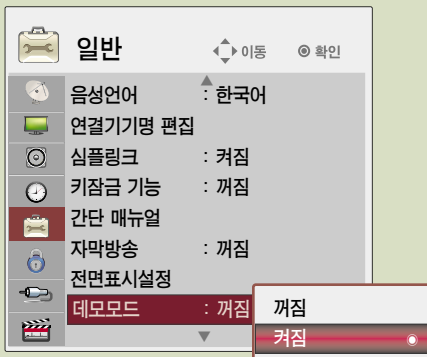 일반 이동 확인
음성언어 : 한국어
연결기기명 편집
심플링크 : 켜짐
키잠금 기능 : 꺼짐
간단 매뉴얼
자막방송 : 꺼짐
전면표시설정
데모모드 : 꺼짐
꺼짐
켜짐